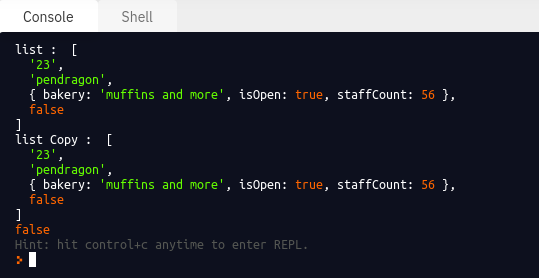 Console Shell
list :  [
  '23',
  'pendragon',
  { bakery: 'muffins and more', isOpen: true, staffCount: 56 },
  false
]
list Copy :  [
  '23',
  'pendragon',
  { bakery: 'muffins and more', isOpen: true, staffCount: 56 },
  false
]
false
Hint: hit control+c anytime to enter REPL.
>